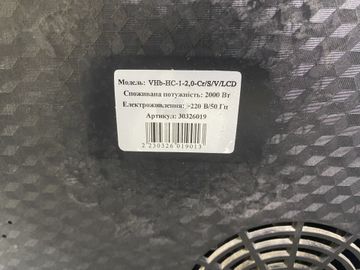 Модель: VHb-HC-1-2,0-Cr/S/V/LCD
Споживана потужність: 2000 Вт
Електроживлення: ~220 В/50 Гц
Артикул: 30326019
2 230326 019013